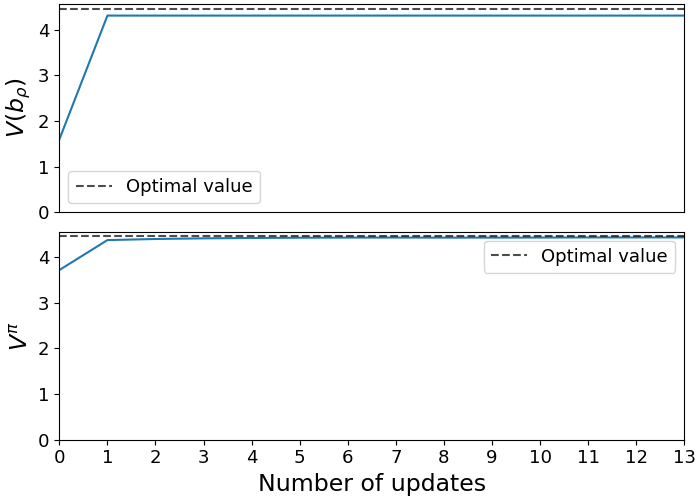 4
3
2
1
0
V(b_ρ)
Optimal value
4
3
2
1
0
V^π
Optimal value
0 1 2 3 4 5 6 7 8 9 10 11 12 13
Number of updates